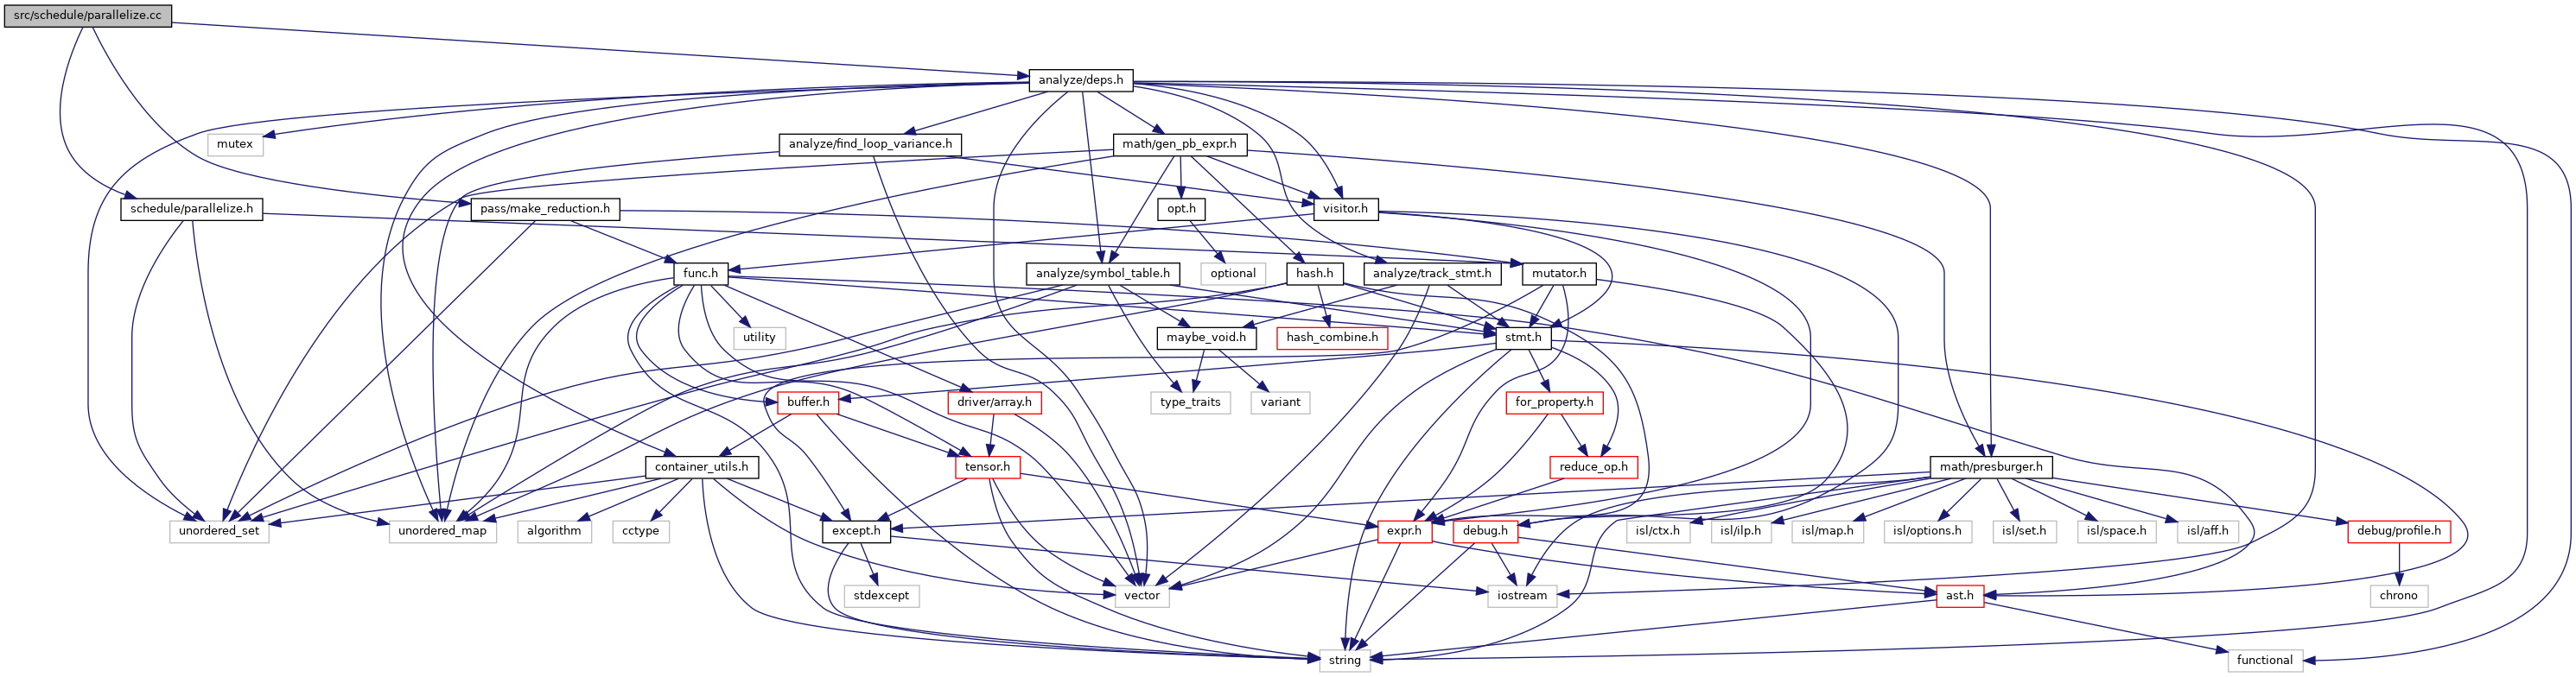 src/schedule/parallelize.cc
analyze/deps.h
mutex
analyze/find_loop_variance.h
math/gen_pb_expr.h
schedule/parallelize.h
pass/make_reduction.h
opt.h
visitor.h
func.h
analyze/symbol_table.h
optional
hash.h
analyze/track_stmt.h
mutator.h
utility
maybe_void.h
hash_combine.h
stmt.h
buffer.h
driver/array.h
type_traits
variant
for_property.h
container_utils.h
tensor.h
reduce_op.h
math/presburger.h
unordered_set
unordered_map
algorithm
cctype
except.h
expr.h
debug.h
isl/ctx.h
isl/ilp.h
isl/map.h
isl/options.h
isl/set.h
isl/space.h
isl/aff.h
debug/profile.h
stdexcept
vector
iostream
ast.h
chrono
string
functional